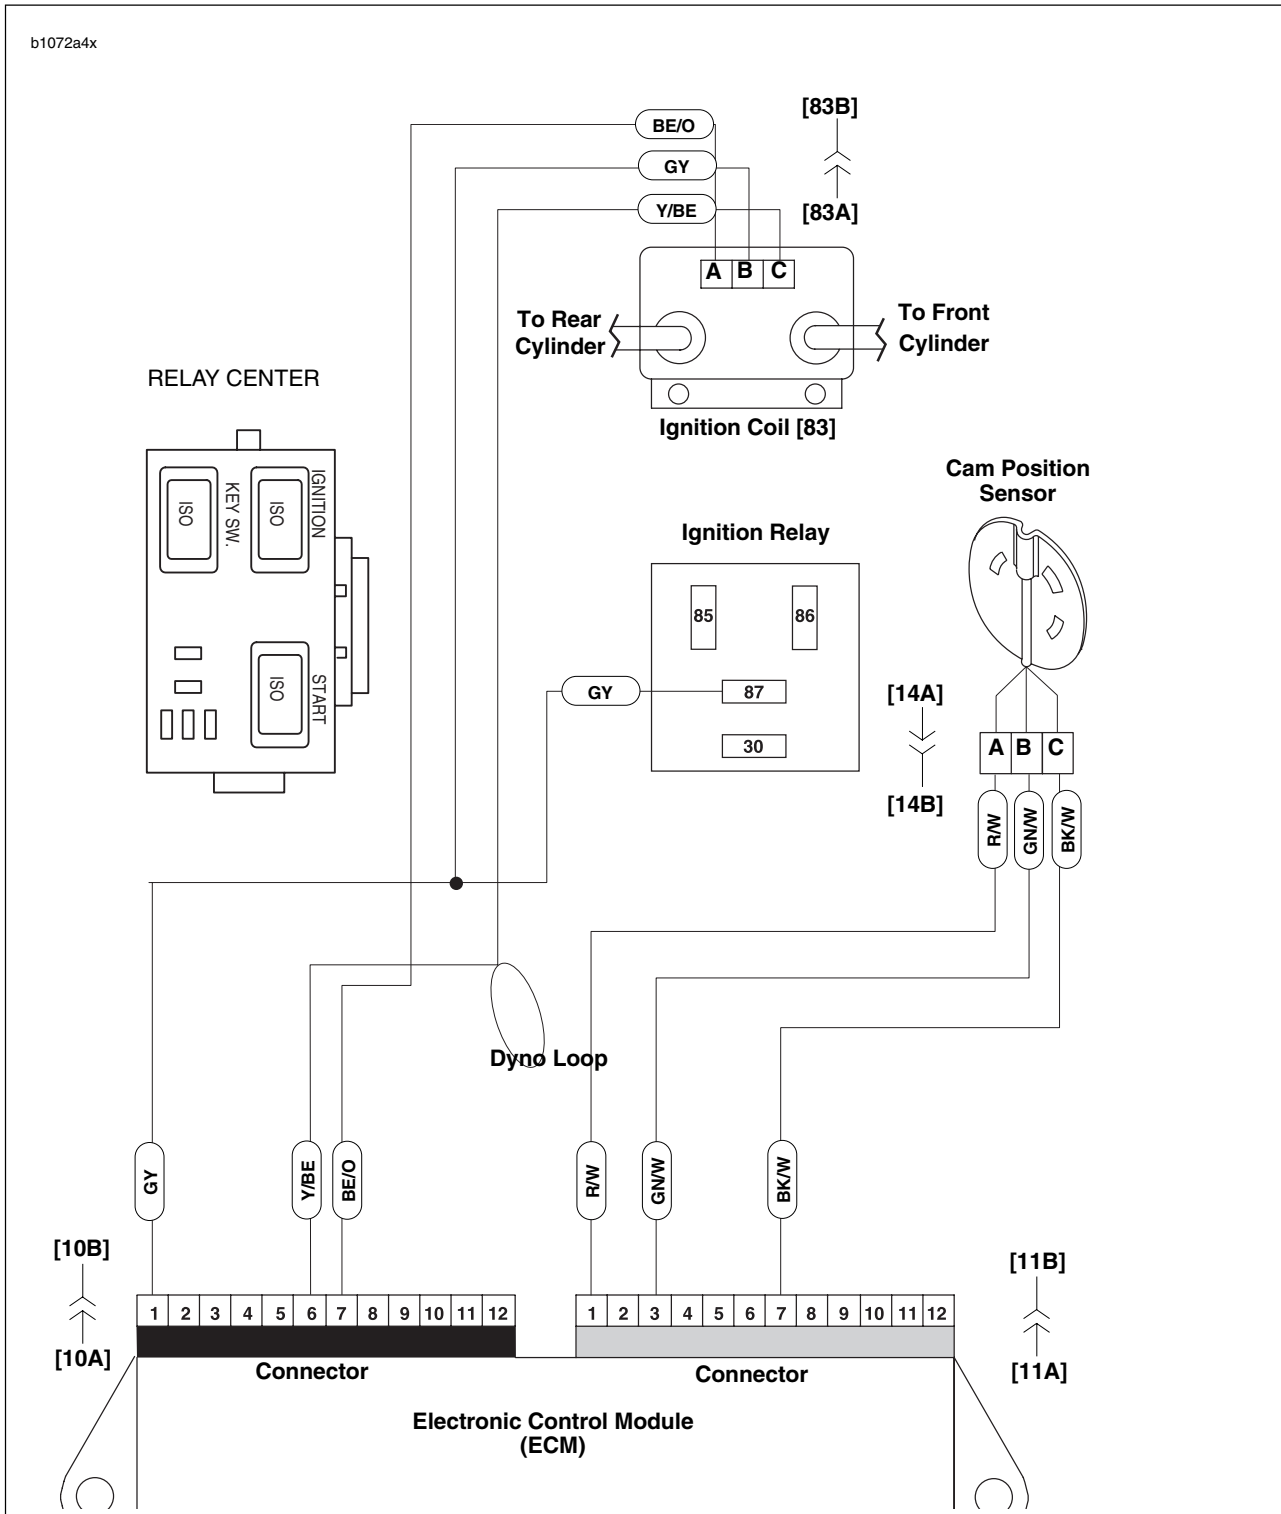 b1072a4x
BE/O
[83B]
GY
Y/BE
[83A]
A B C
To Rear
Cylinder
To Front
Cylinder
Ignition Coil [83]
RELAY CENTER
ISO
KEY SW.
ISO
IGNITION
ISO
START
Cam Position
Sensor
Ignition Relay
85
86
GY
87
30
[14A]
[14B]
A B C
R/W
GN/W
BK/W
Dyno Loop
GY
Y/BE
BE/O
R/W
GN/W
BK/W
[10B]
[10A]
[11B]
[11A]
1 2 3 4 5 6 7 8 9 10 11 12
1 2 3 4 5 6 7 8 9 10 11 12
Connector
Connector
Electronic Control Module
(ECM)